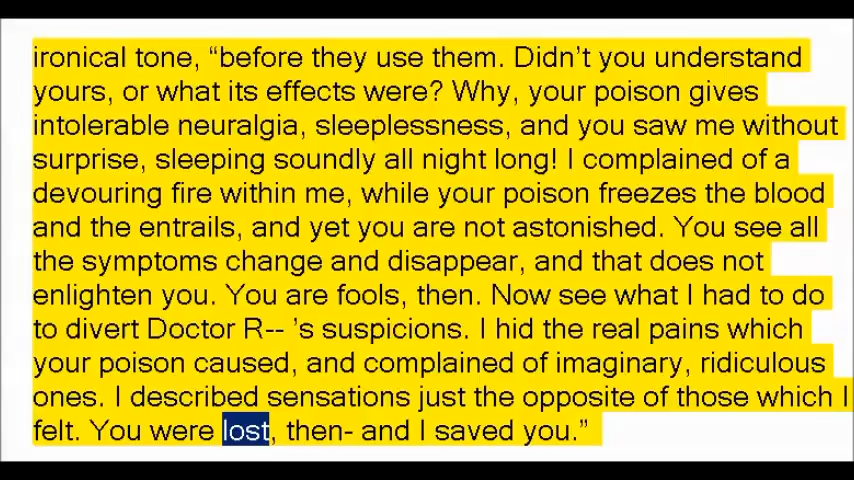 ironical tone, “before they use them. Didn’t you understand
yours, or what its effects were? Why, your poison gives
intolerable neuralgia, sleeplessness, and you saw me without
surprise, sleeping soundly all night long! I complained of a
devouring fire within me, while your poison freezes the blood
and the entrails, and yet you are not astonished. You see all
the symptoms change and disappear, and that does not
enlighten you. You are fools, then. Now see what I had to do
to divert Doctor R-- ’s suspicions. I hid the real pains which
your poison caused, and complained of imaginary, ridiculous
ones. I described sensations just the opposite of those which I
felt. You were lost, then- and I saved you.”